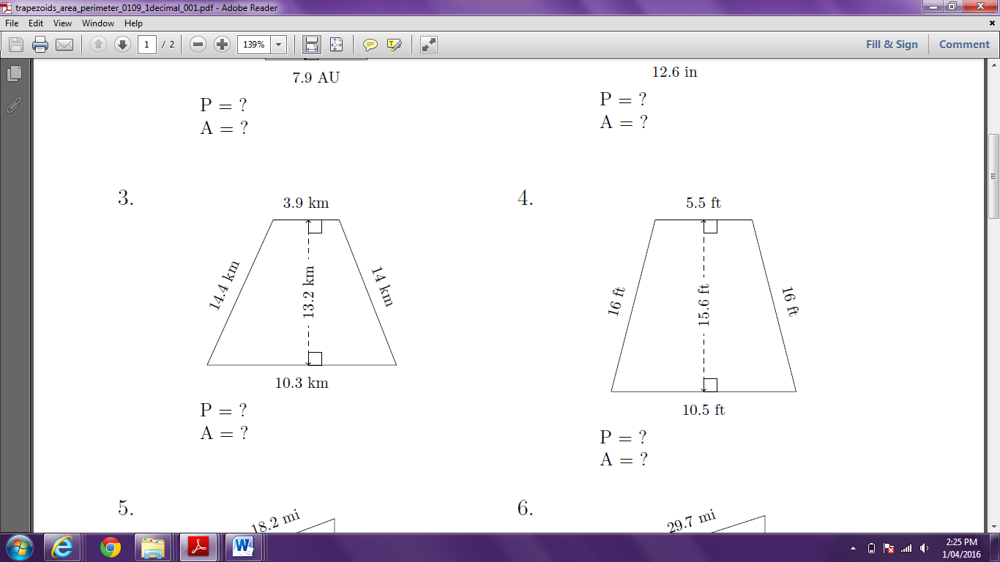 trapezoids_area_perimeter_0109_1decimal_001.pdf - Adobe Reader
File Edit View Window Help
1 / 2 139% Fill & Sign Comment
7.9 AU
P = ?
A = ?
12.6 in
P = ?
A = ?
3.
3.9 km
14.4 km
13.2 km
14 km
10.3 km
P = ?
A = ?
4.
5.5 ft
16 ft
15.6 ft
16 ft
10.5 ft
P = ?
A = ?
5.
18.2 mi
6.
29.7 mi
2:25 PM
1/04/2016